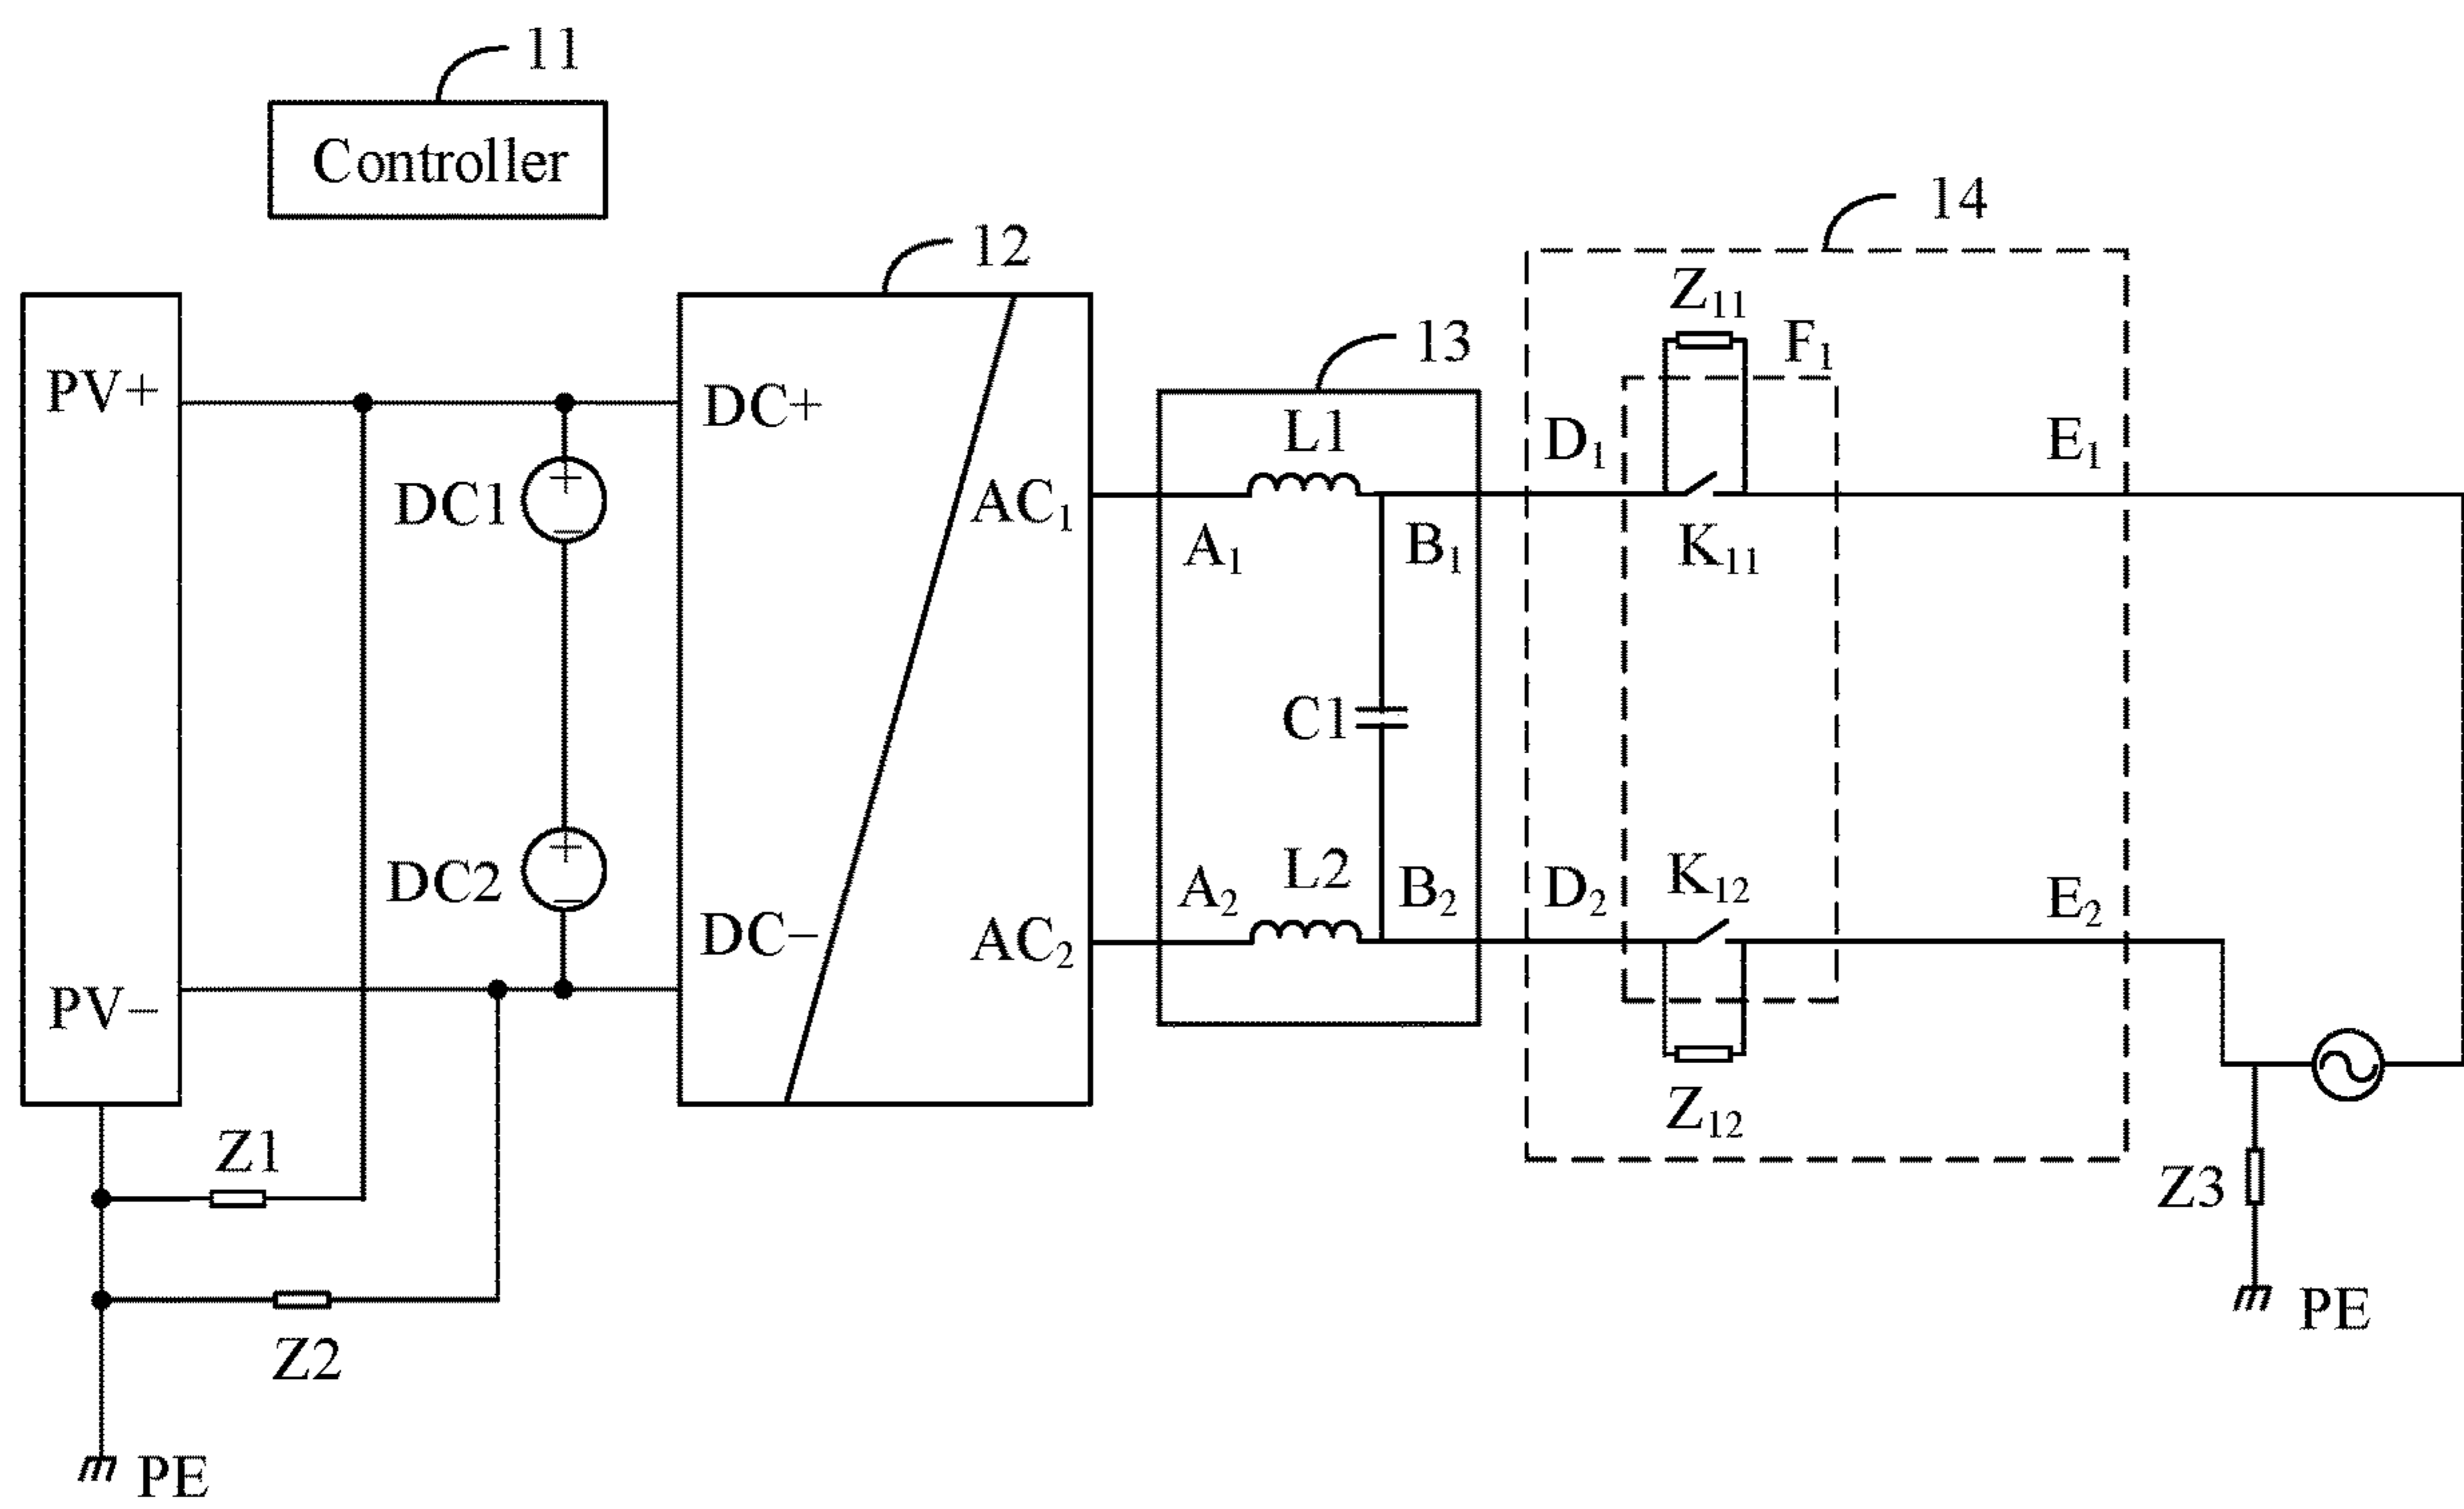 11
Controller
12
13
14
PV+
PV−
DC1
+
−
DC2
+
−
DC+
DC−
AC₁
AC₂
L1
A₁
B₁
C1
L2
A₂
B₂
Z₁₁
F₁
D₁
E₁
K₁₁
K₁₂
D₂
E₂
Z₁₂
Z1
Z2
PE
Z3
PE